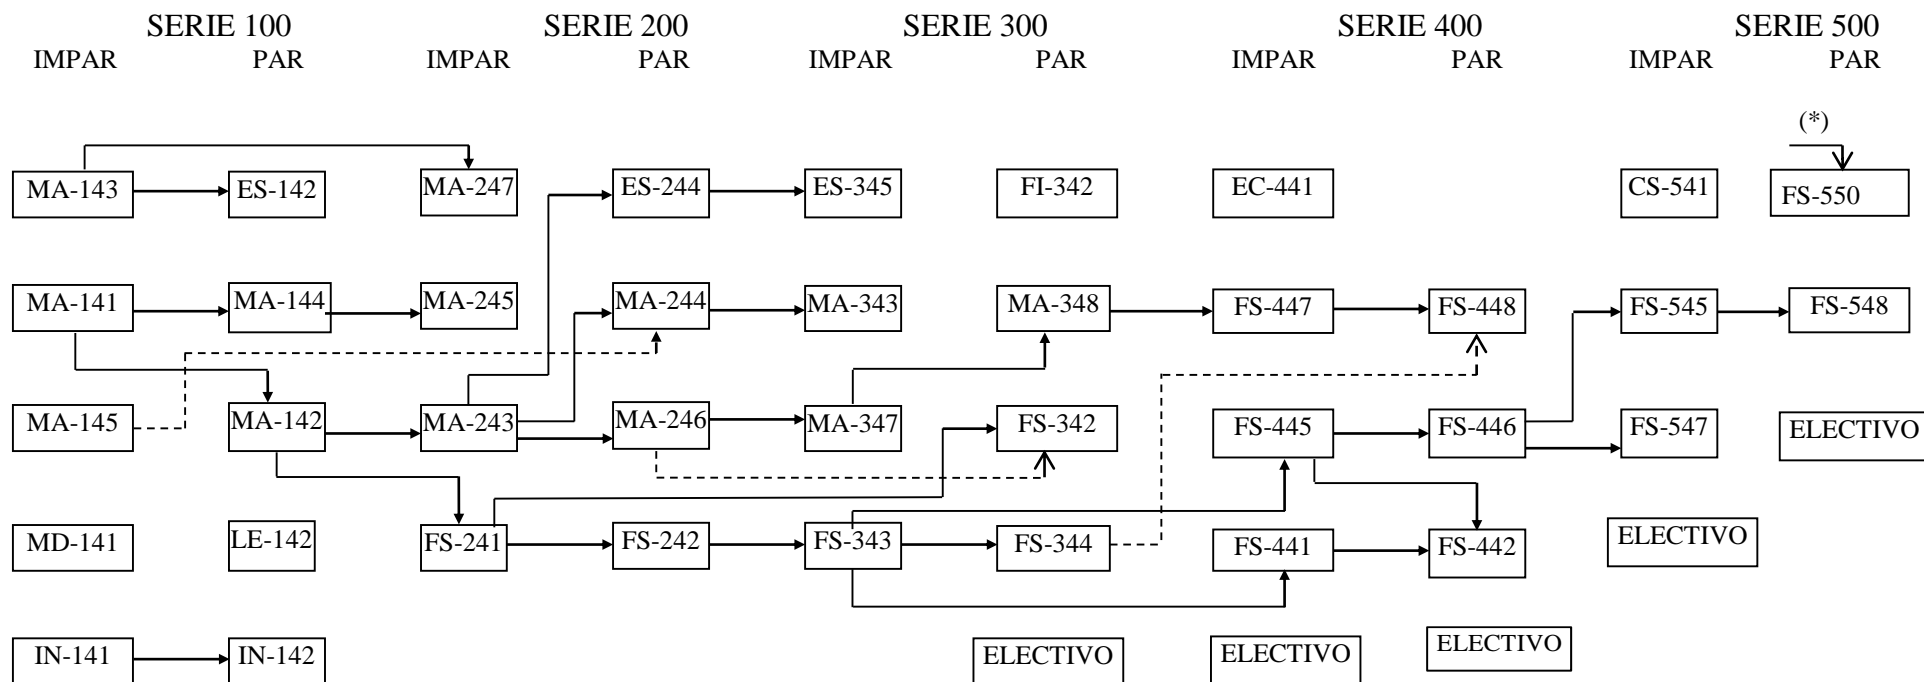 SERIE 100 SERIE 200 SERIE 300 SERIE 400 SERIE 500
IMPAR PAR IMPAR PAR IMPAR PAR IMPAR PAR IMPAR PAR
(*)
MA-143 ES-142 MA-247 ES-244 ES-345 FI-342 EC-441 CS-541 FS-550
MA-141 MA-144 MA-245 MA-244 MA-343 MA-348 FS-447 FS-448 FS-545 FS-548
MA-145 MA-142 MA-243 MA-246 MA-347 FS-342 FS-445 FS-446 FS-547 ELECTIVO
MD-141 LE-142 FS-241 FS-242 FS-343 FS-344 FS-441 FS-442 ELECTIVO
IN-141 IN-142 ELECTIVO ELECTIVO ELECTIVO